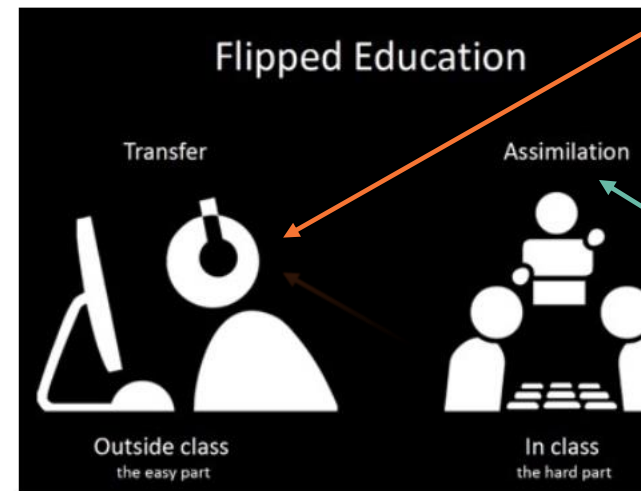 Flipped Education
Transfer
Assimilation
Outside class
the easy part
In class
the hard part